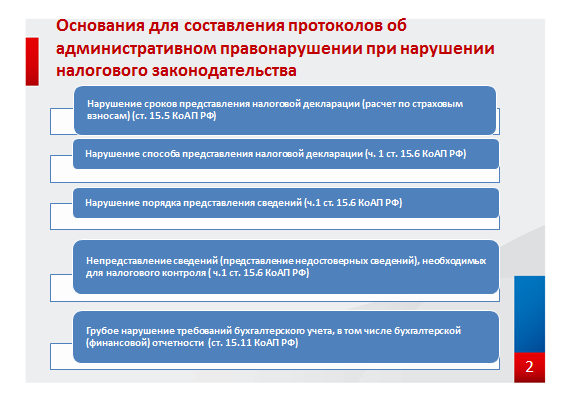 Основания для составления протоколов об
административном правонарушении при нарушении
налогового законодательства
Нарушение сроков представления налоговой декларации (расчет по страховым
взносам) (ст. 15.5 КоАП РФ)
Нарушение способа представления налоговой декларации (ч. 1 ст. 15.6 КоАП РФ)
Нарушение порядка представления сведений (ч.1 ст. 15.6 КоАП РФ)
Непредставление сведений (представление недостоверных сведений), необходимых
для налогового контроля ( ч.1 ст. 15.6 КоАП РФ)
Грубое нарушение требований бухгалтерского учета, в том числе бухгалтерской
(финансовой) отчетности (ст. 15.11 КоАП РФ)
2